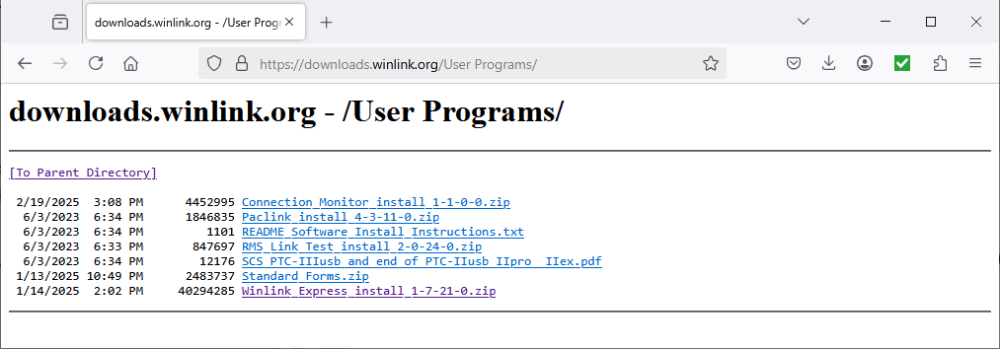 downloads.winlink.org - /User Progr
https://downloads.winlink.org/User Programs/
downloads.winlink.org - /User Programs/
[To Parent Directory]
2/19/2025 3:08 PM 4452995 Connection_Monitor_install_1-1-0-0.zip
6/3/2023 6:34 PM 1846835 Paclink_install_4-3-11-0.zip
6/3/2023 6:34 PM 1101 README_Software_Install_Instructions.txt
6/3/2023 6:33 PM 847697 RMS_Link_Test_install_2-0-24-0.zip
6/3/2023 6:34 PM 12176 SCS_PTC-IIIusb_and_end_of_PTC-IIusb_IIpro__IIex.pdf
1/13/2025 10:49 PM 2483737 Standard_Forms.zip
1/14/2025 2:02 PM 40294285 Winlink_Express_install_1-7-21-0.zip